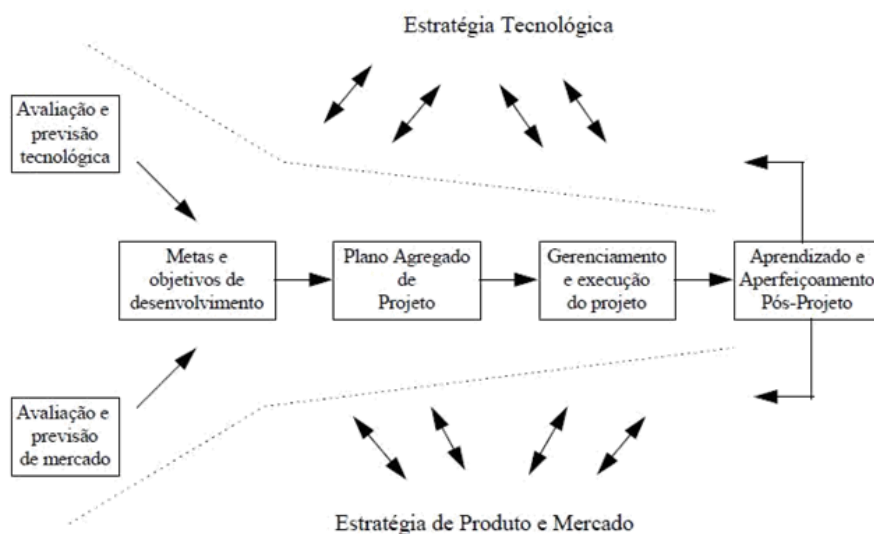 Estratégia Tecnológica
Avaliação e
previsão
tecnológica
Metas e
objetivos de
desenvolvimento
Plano Agregado
de
Projeto
Gerenciamento
e execução
do projeto
Aprendizado e
Aperfeiçoamento
Pós-Projeto
Avaliação e
previsão
de mercado
Estratégia de Produto e Mercado